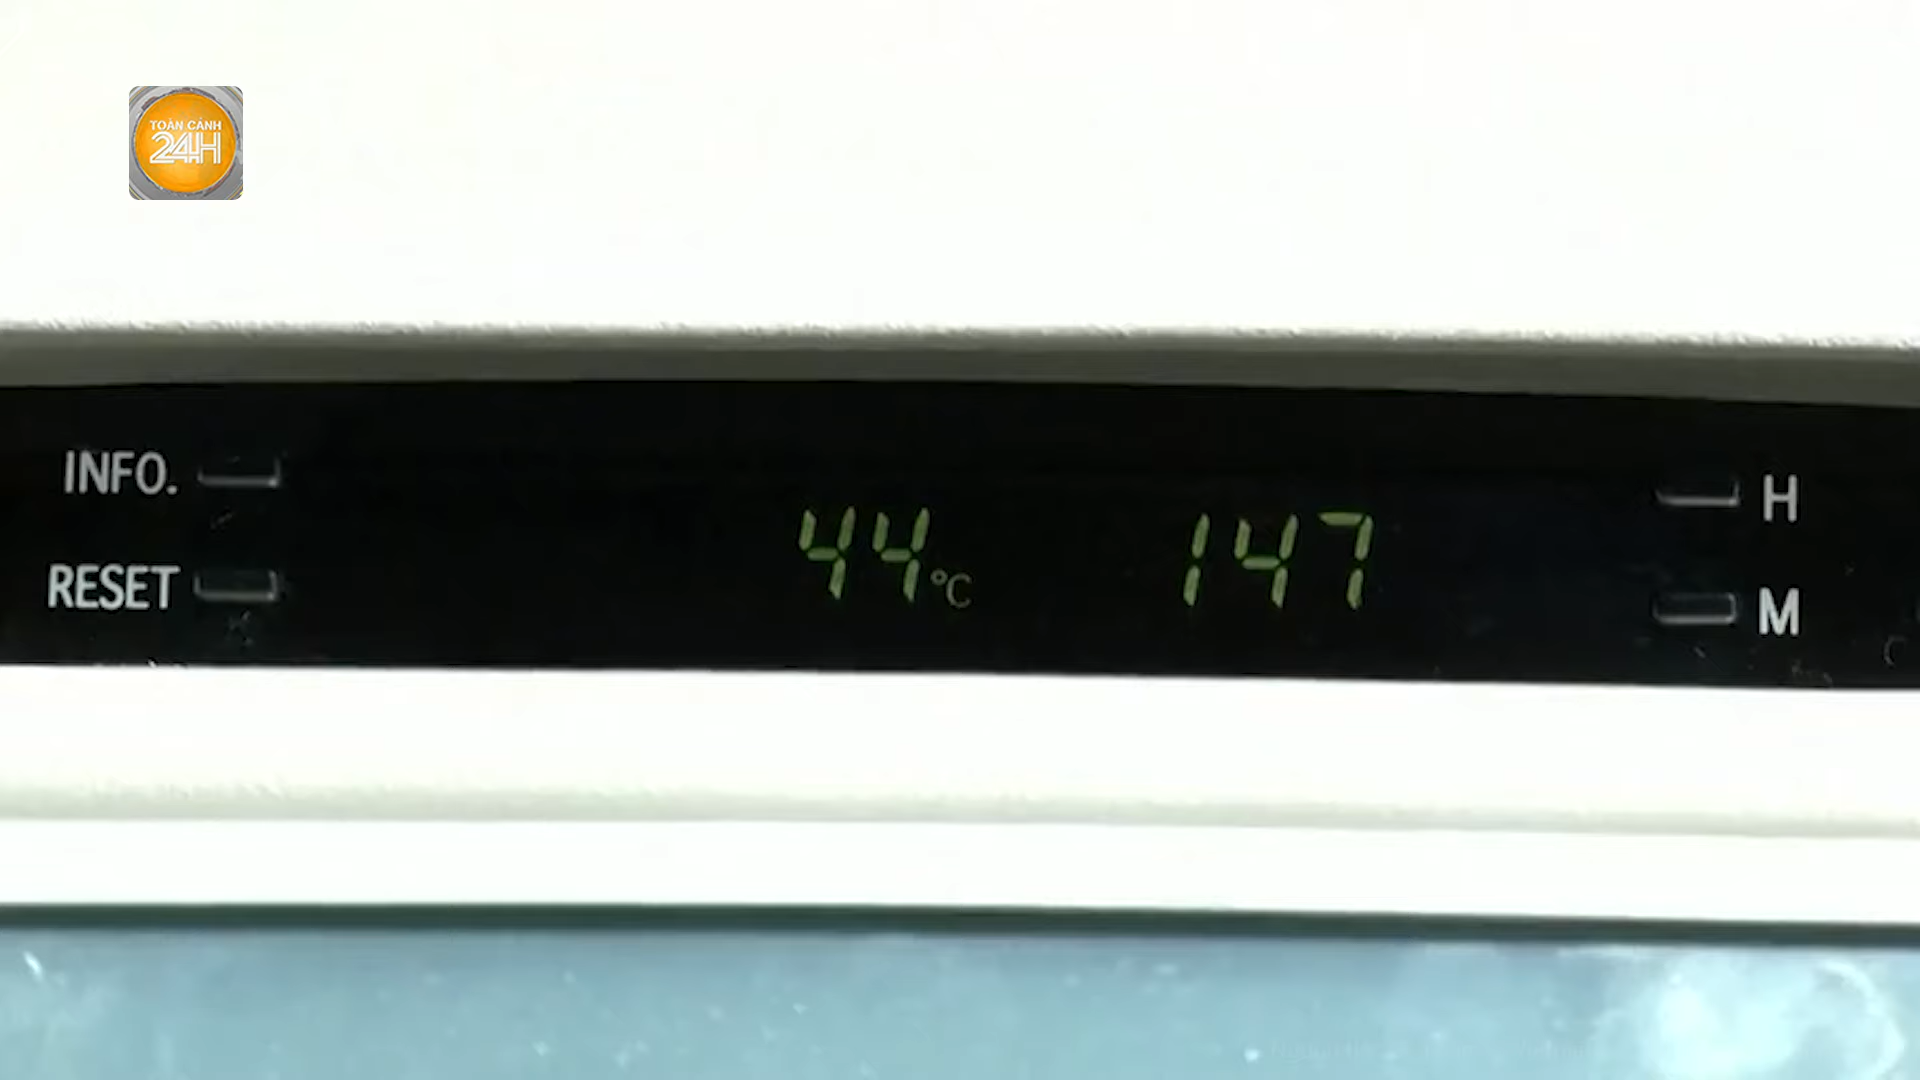 TOÀN CẢNH
24H
INFO.
44°C 147
H
RESET
M